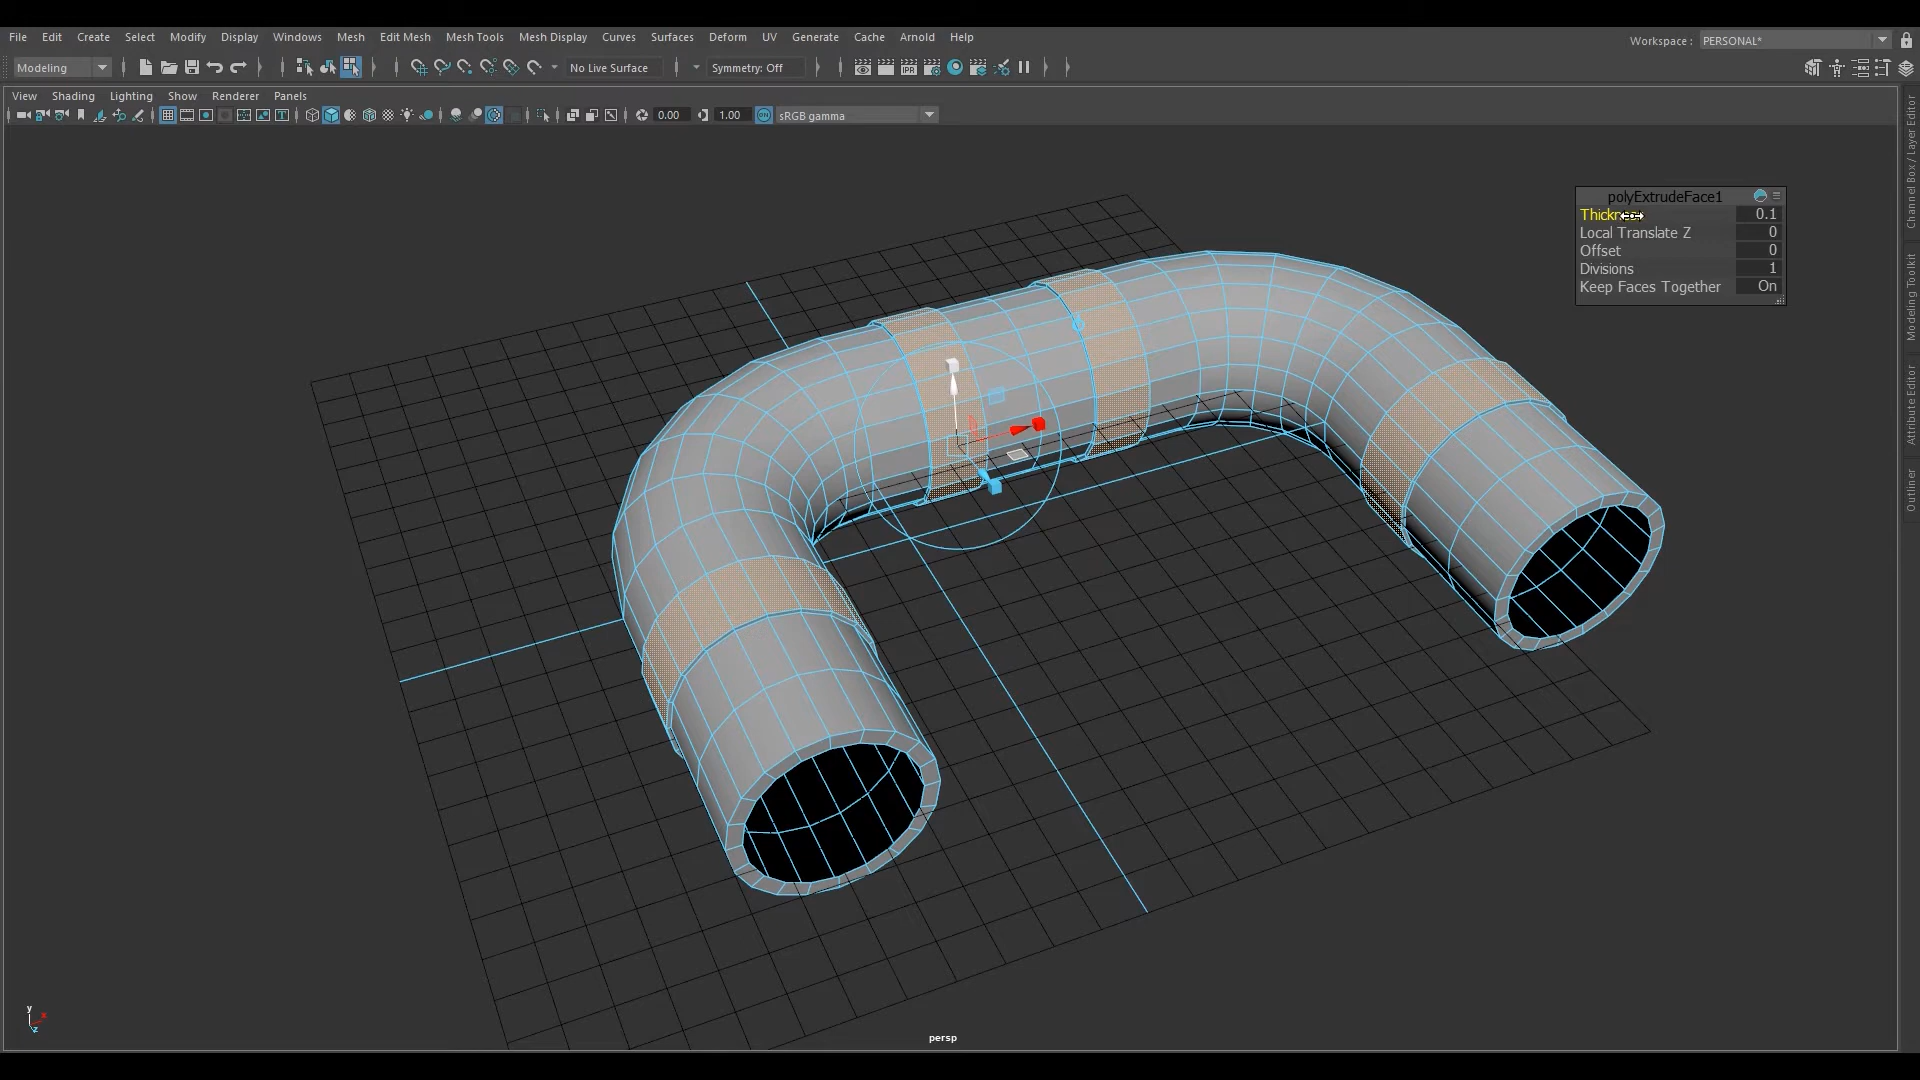 File Edit Create Select Modify Display Windows Mesh Edit Mesh Mesh Tools Mesh Display Curves Surfaces Deform UV Generate Cache Arnold Help
Workspace : PERSONAL*
Modeling No Live Surface Symmetry: Off
View Shading Lighting Show Renderer Panels
0.00 1.00 sRGB gamma
polyExtrudeFace1
0.1
Local Translate Z 0
Offset 0
Divisions 1
Keep Faces Together On
Channel Box / Layer Editor
Modeling Toolkit
Attribute Editor
Outliner
y
x
z
persp